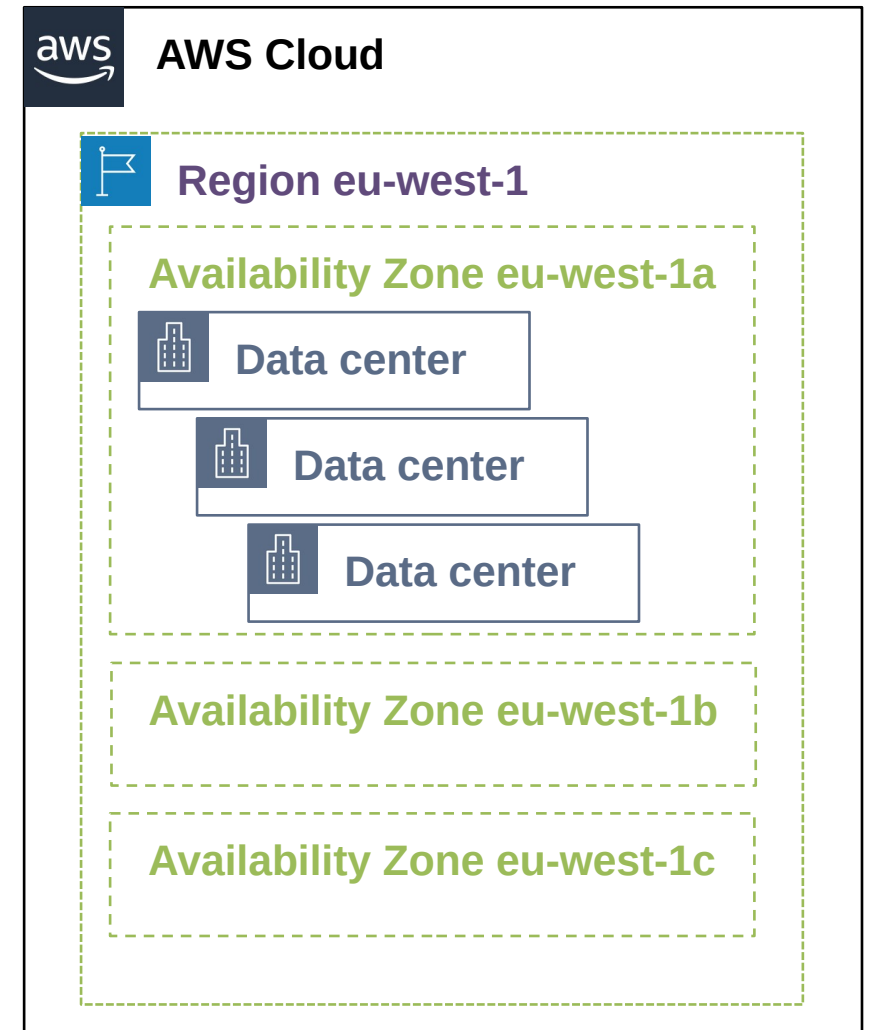 aws
AWS Cloud
Region eu-west-1
Availability Zone eu-west-1a
Data center
Data center
Data center
Availability Zone eu-west-1b
Availability Zone eu-west-1c